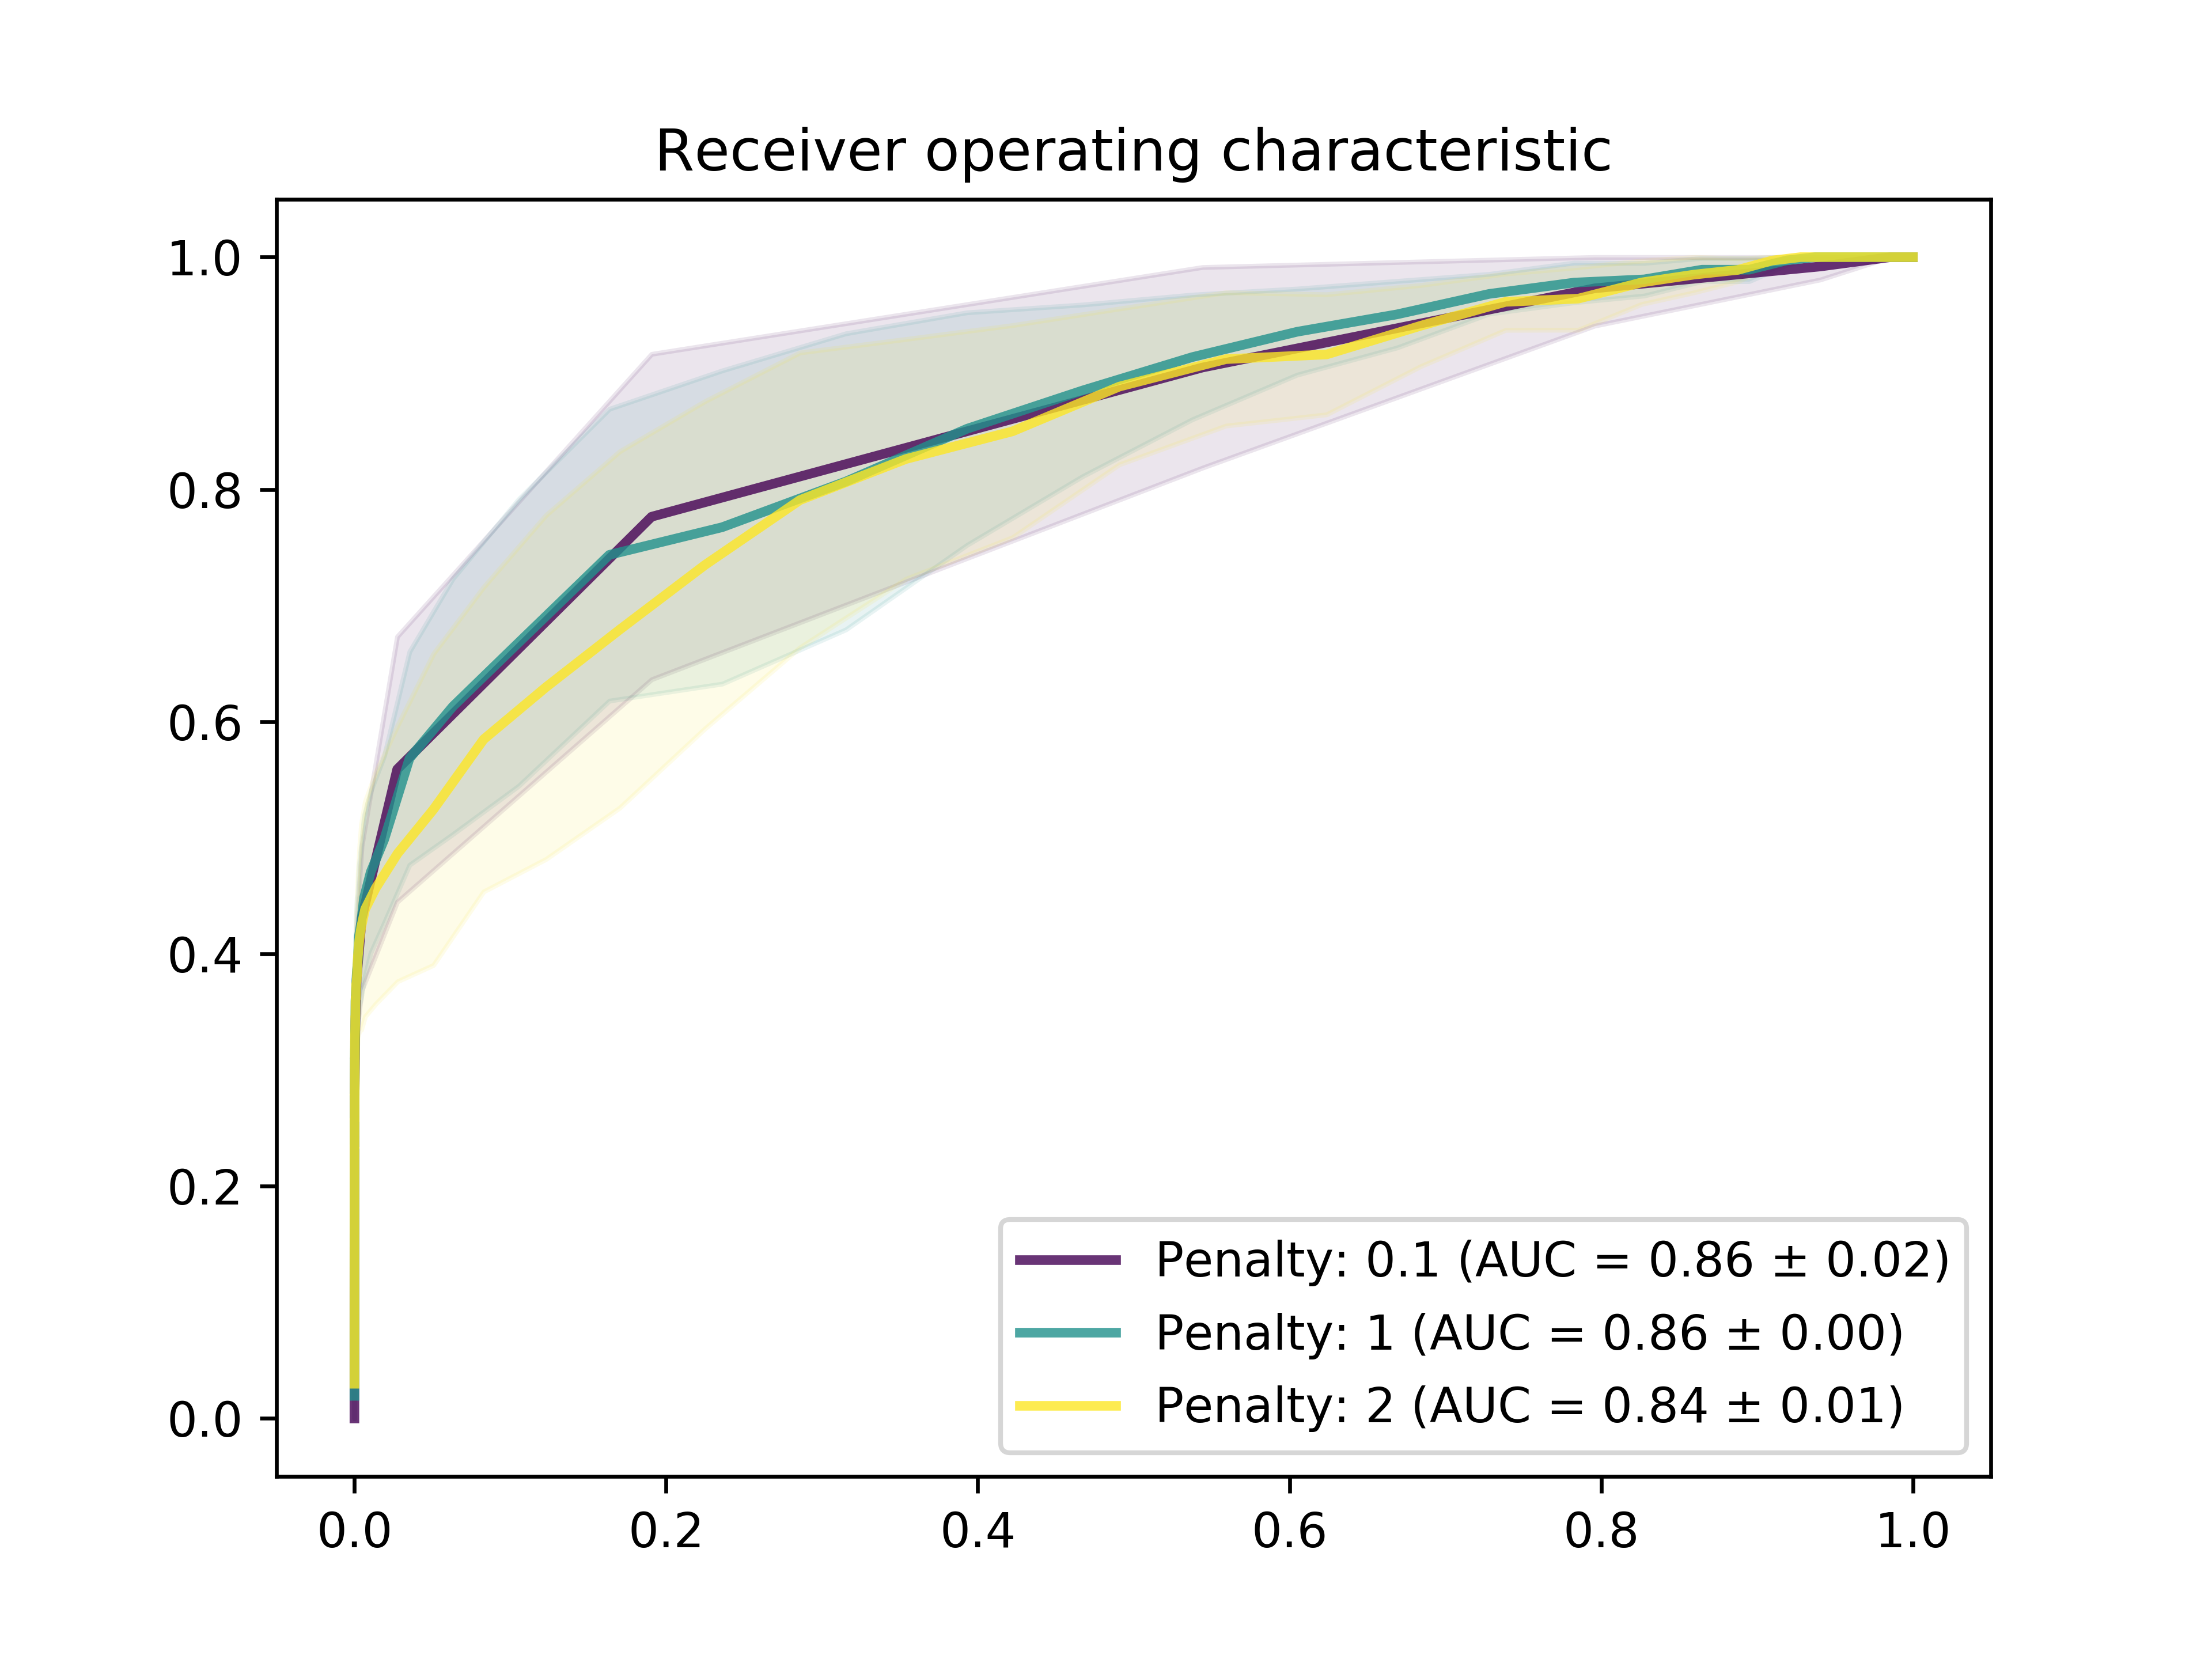 Receiver operating characteristic
1.0
0.8
0.6
0.4
0.2
0.0
Penalty: 0.1 (AUC = 0.86 ± 0.02)
Penalty: 1 (AUC = 0.86 ± 0.00)
Penalty: 2 (AUC = 0.84 ± 0.01)
0.0 0.2 0.4 0.6 0.8 1.0